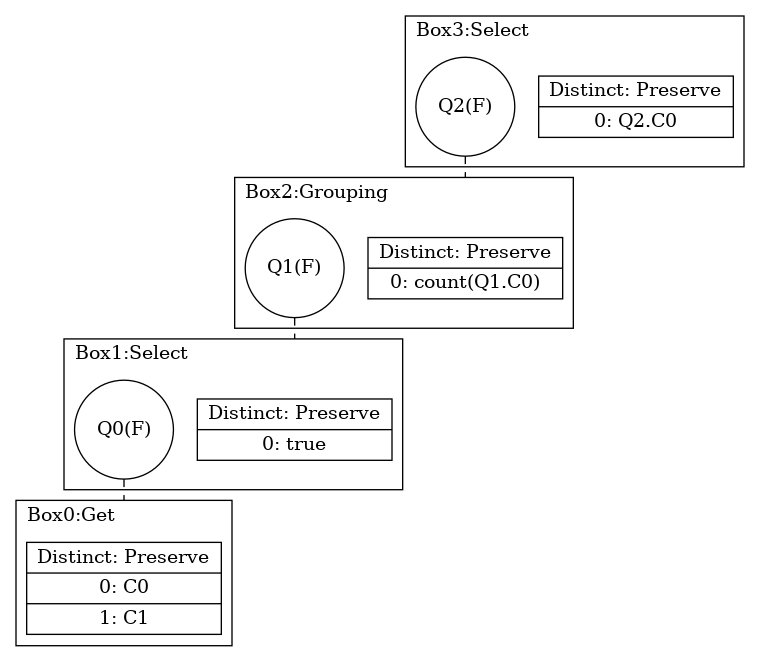 Box3:Select
Q2(F)
Distinct: Preserve
0: Q2.C0
Box2:Grouping
Q1(F)
Distinct: Preserve
0: count(Q1.C0)
Box1:Select
Q0(F)
Distinct: Preserve
0: true
Box0:Get
Distinct: Preserve
0: C0
1: C1